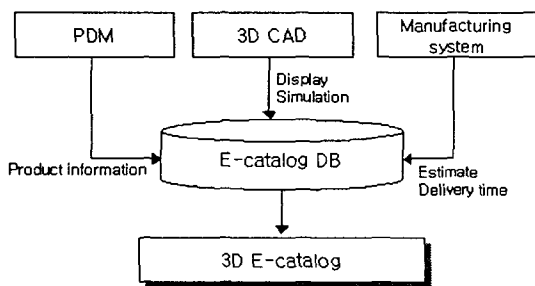 PDM
3D CAD
Manufacturing
system
Display
Simulation
Product information
E-catalog DB
Estimate
Delivery time
3D E-catalog